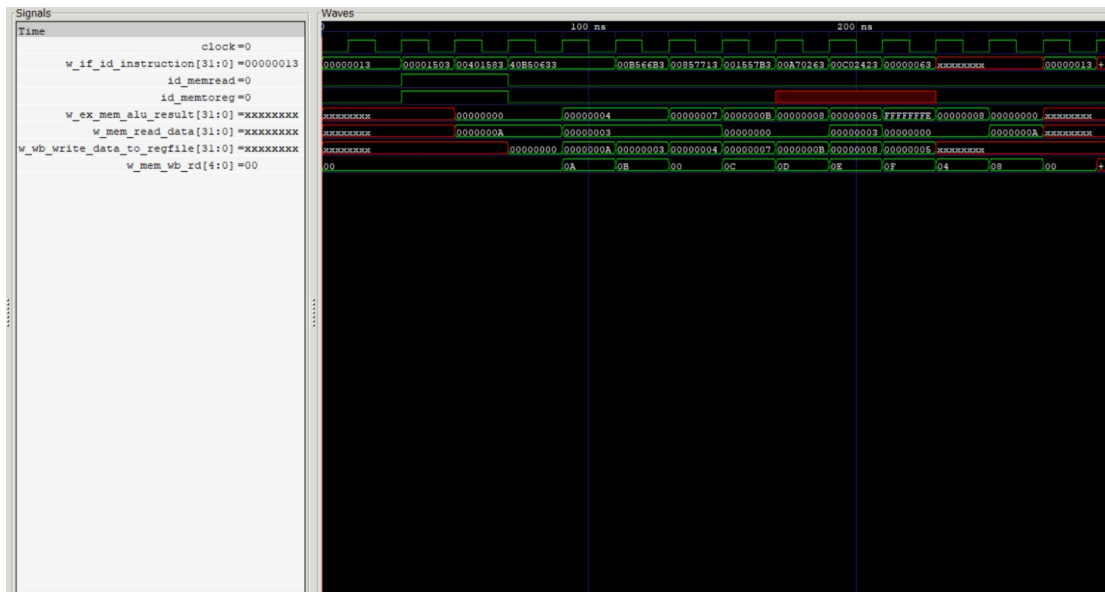 Signals
Waves
Time
100 ns 200 ns
clock=0
w_if_id_instruction[31:0]=00000013 00000013 00001503 00401583 40B50633 00B566B3 00857713 001557B3 00A70263 00C02423 00000063 xxxxxxxx 00000013 +
id_memread=0
id_memtoreg=0
w_ex_mem_alu_result[31:0]=xxxxxxxx xxxxxxxx 00000000 00000004 00000007 0000000B 00000008 00000005 FFFFFFFE 00000008 00000000 xxxxxxxx
w_mem_read_data[31:0]=xxxxxxxx xxxxxxxx 0000000A 00000003 00000000 00000003 00000000 0000000A xxxxxxxx
w_wb_write_data_to_regfile[31:0]=xxxxxxxx xxxxxxxx 00000000 0000000A 00000003 00000004 00000007 0000000B 00000008 00000005 xxxxxxxx
w_mem_wb_rd[4:0]=00 00 0A 0B 00 0C 0D 0E 0F 04 08 00 +